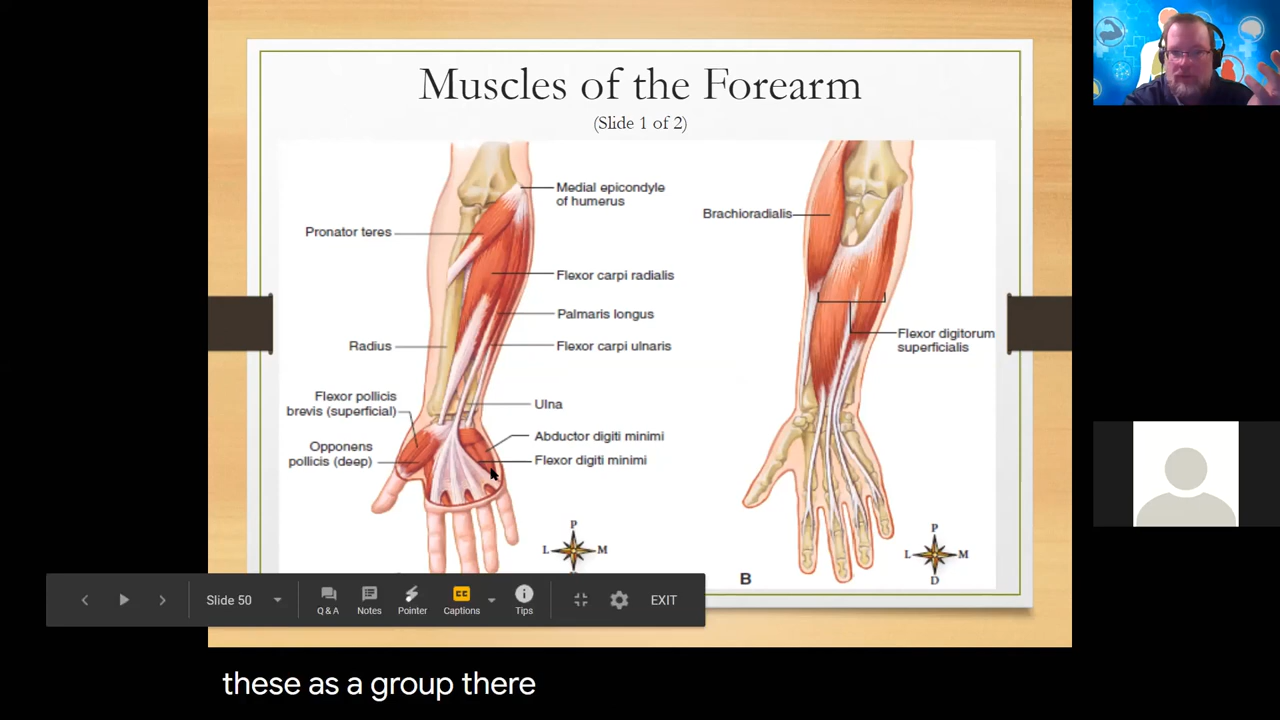 Muscles of the Forearm
(Slide 1 of 2)
Medial epicondyle
of humerus
Pronator teres
Flexor carpi radialis
Palmaris longus
Radius
Flexor carpi ulnaris
Flexor pollicis
brevis (superficial)
Ulna
Opponens
pollicis (deep)
Abductor digiti minimi
Flexor digiti minimi
P
L
M
Brachioradialis
Flexor digitorum
superficialis
B
P
L
M
D
Slide 50
Q & A
Notes
Pointer
CC
Captions
Tips
EXIT
these as a group there